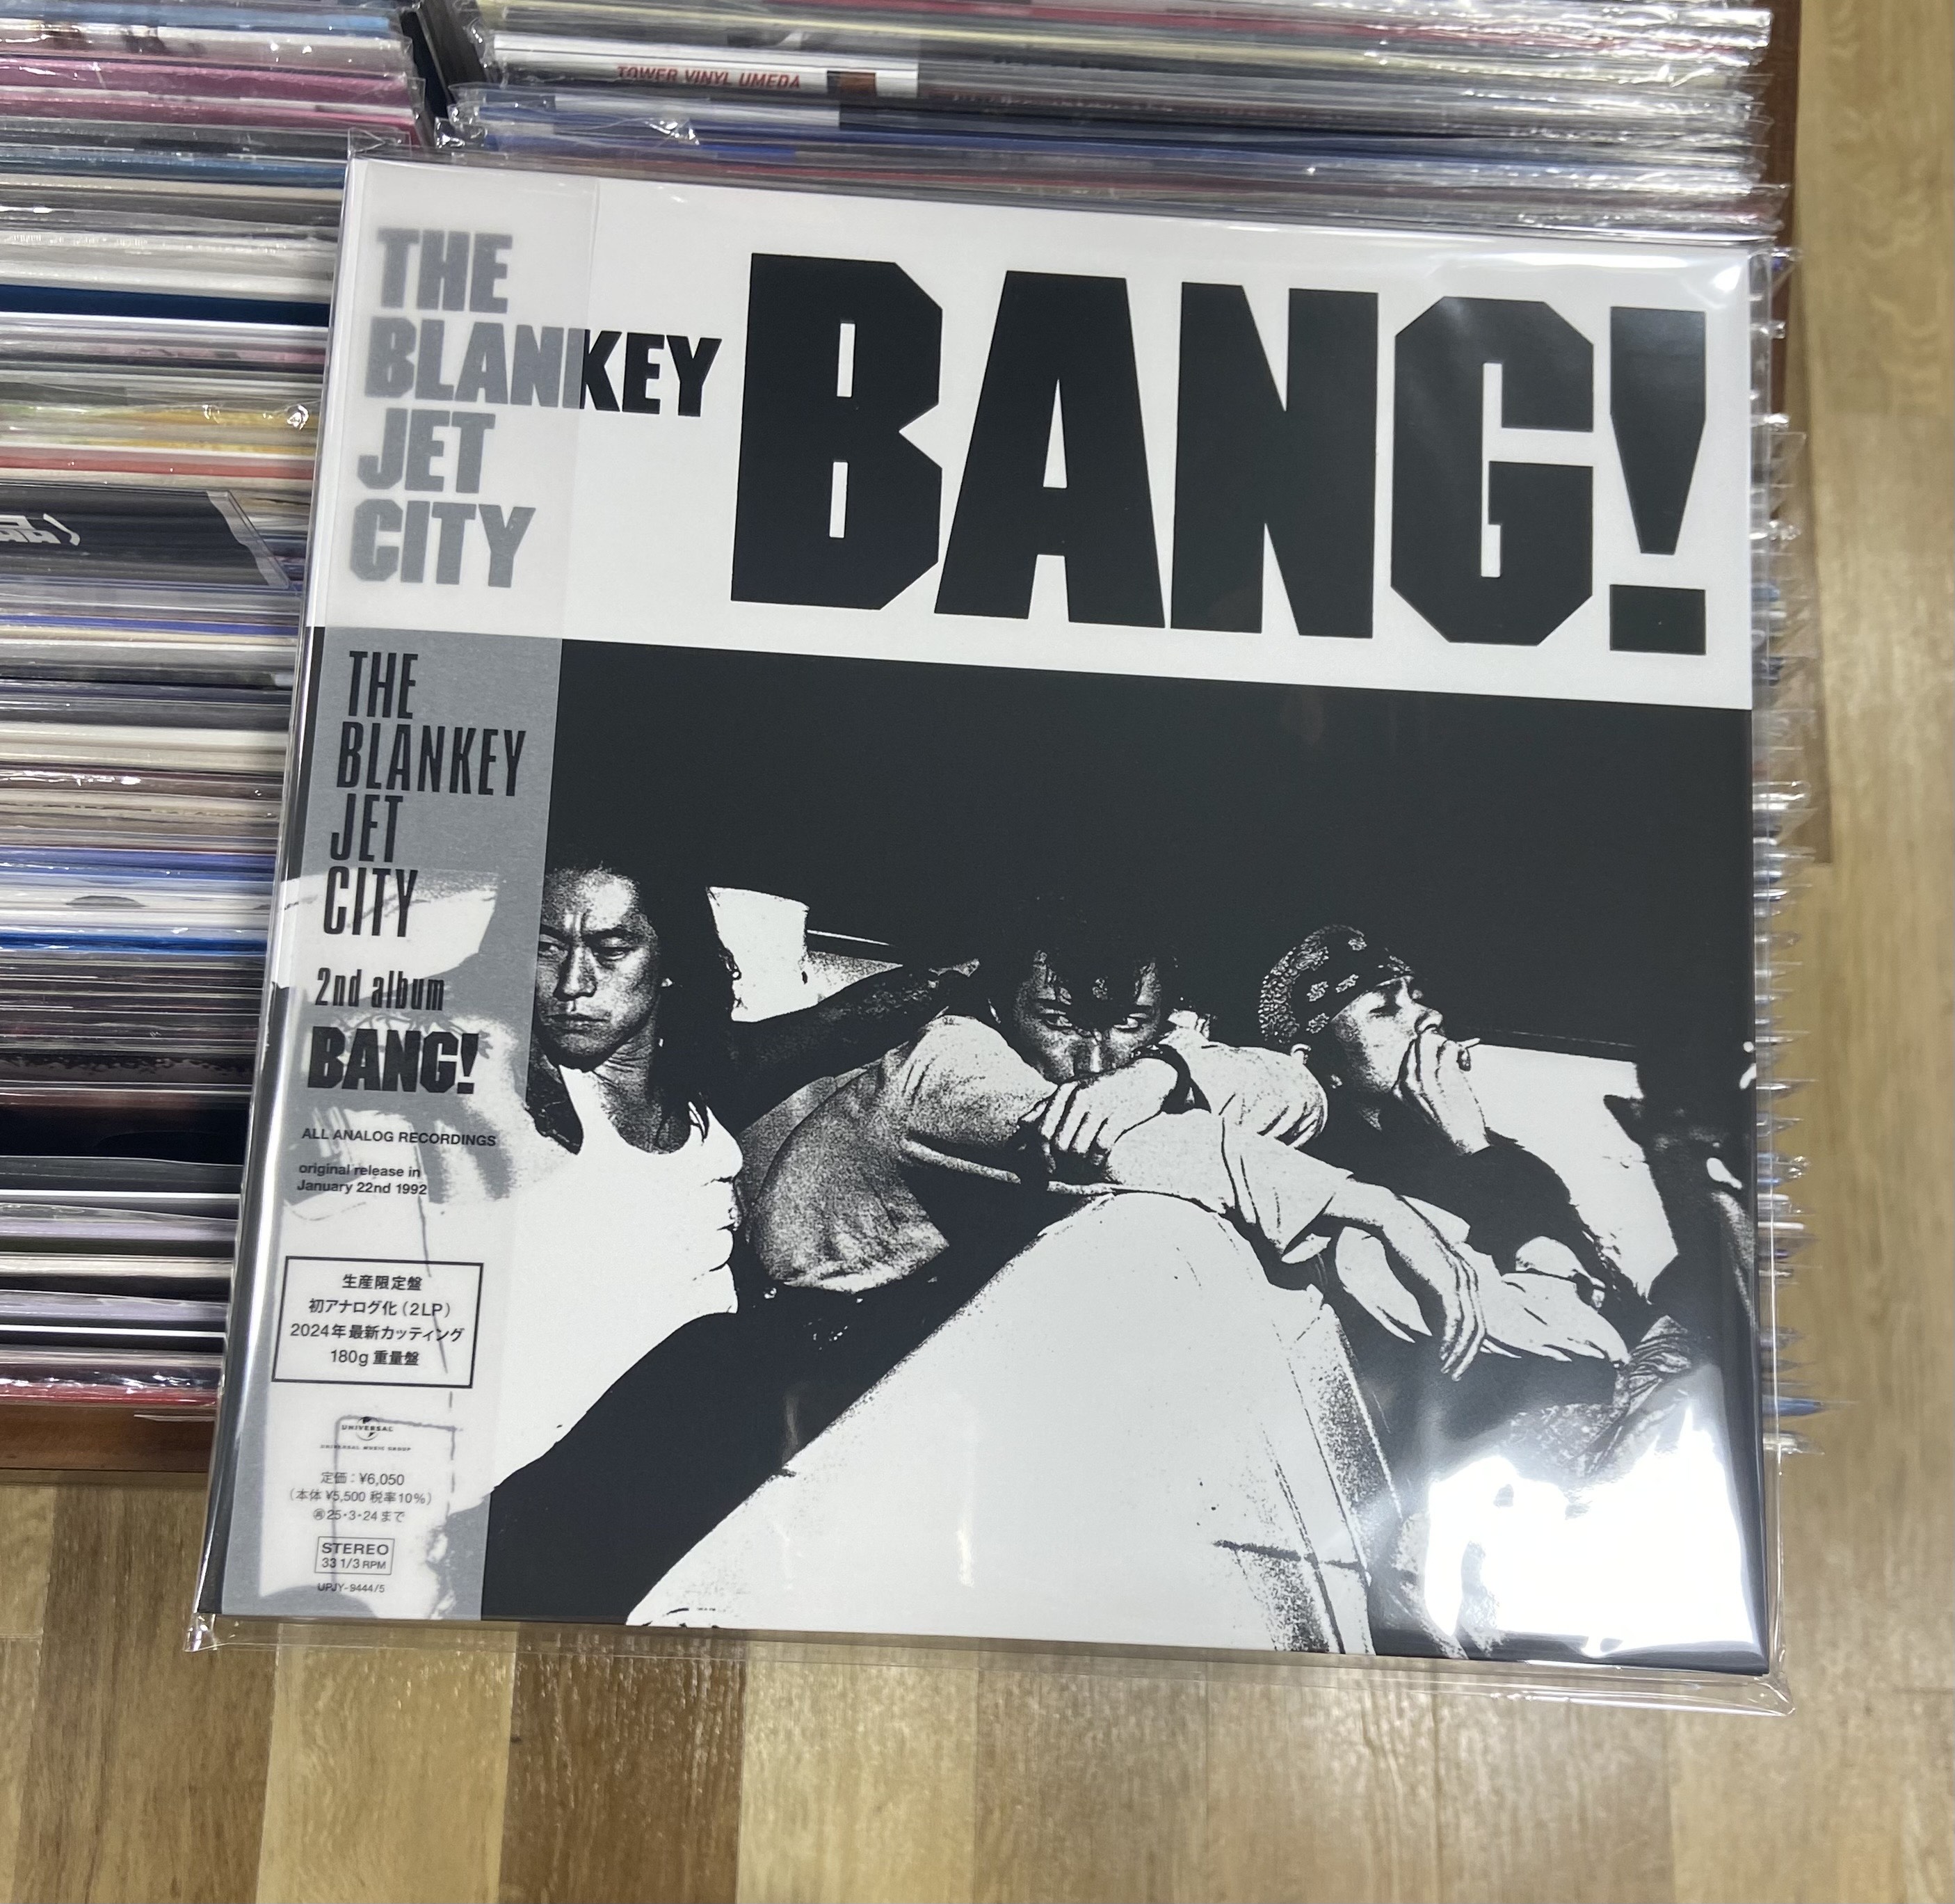 TOWER VINYL UMEDA
THE
BLANKEY
JET
CITY
BANG!
THE
BLANKEY
JET
CITY
2nd album
BANG!
ALL ANALOG RECORDINGS
original release in
January 22nd 1992
生産限定盤
初アナログ化（2LP）
2024年最新カッティング
180g 重量盤
UNIVERSAL
UNIVERSAL MUSIC GROUP
定価：¥6,050
（本体 ¥5,500 税率10%）
25・3・24まで
STEREO
33 1/3 RPM
UPJY-9444/5